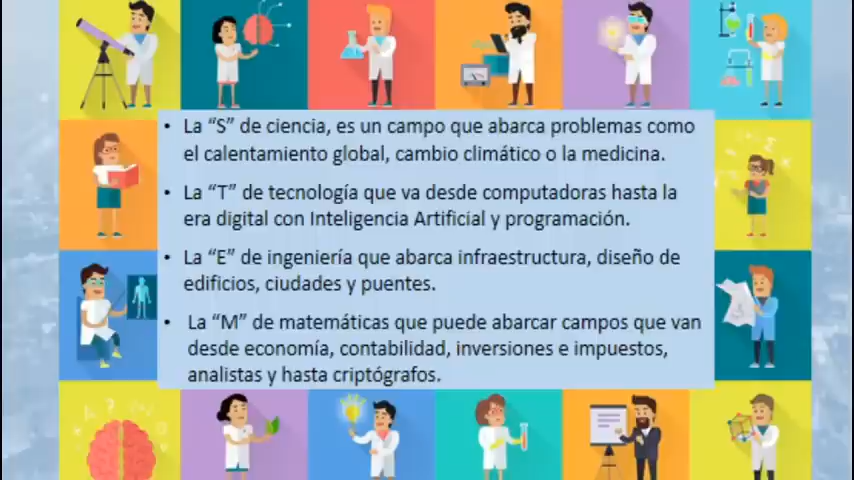 • La “S” de ciencia, es un campo que abarca problemas como
el calentamiento global, cambio climático o la medicina.
• La “T” de tecnología que va desde computadoras hasta la
era digital con Inteligencia Artificial y programación.
• La “E” de ingeniería que abarca infraestructura, diseño de
edificios, ciudades y puentes.
• La “M” de matemáticas que puede abarcar campos que van
desde economía, contabilidad, inversiones e impuestos,
analistas y hasta criptógrafos.